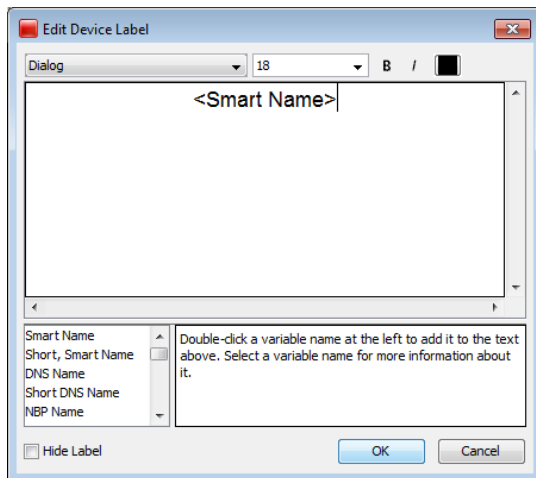 Edit Device Label
Dialog 18 B I
<Smart Name>
Smart Name
Short, Smart Name
DNS Name
Short DNS Name
NBP Name
Double-click a variable name at the left to add it to the text
above. Select a variable name for more information about
it.
Hide Label OK Cancel